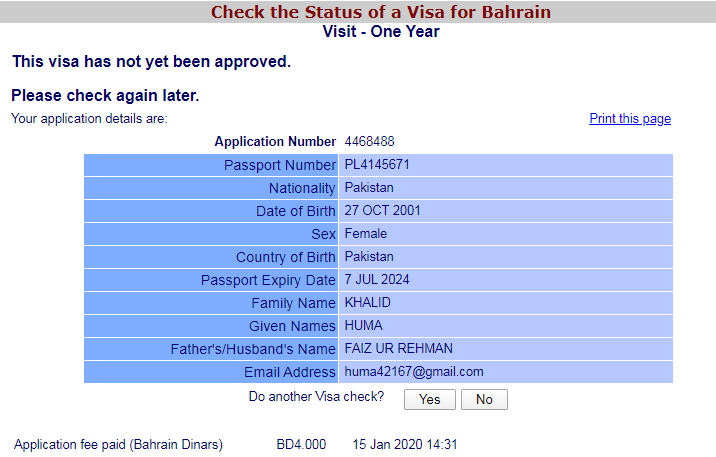 Check the Status of a Visa for Bahrain
Visit - One Year
This visa has not yet been approved.
Please check again later.
Your application details are: Print this page
Application Number 4468488
Passport Number PL4145671
Nationality Pakistan
Date of Birth 27 OCT 2001
Sex Female
Country of Birth Pakistan
Passport Expiry Date 7 JUL 2024
Family Name KHALID
Given Names HUMA
Father's/Husband's Name FAIZ UR REHMAN
Email Address huma42167@gmail.com
Do another Visa check? Yes No
Application fee paid (Bahrain Dinars) BD4.000 15 Jan 2020 14:31